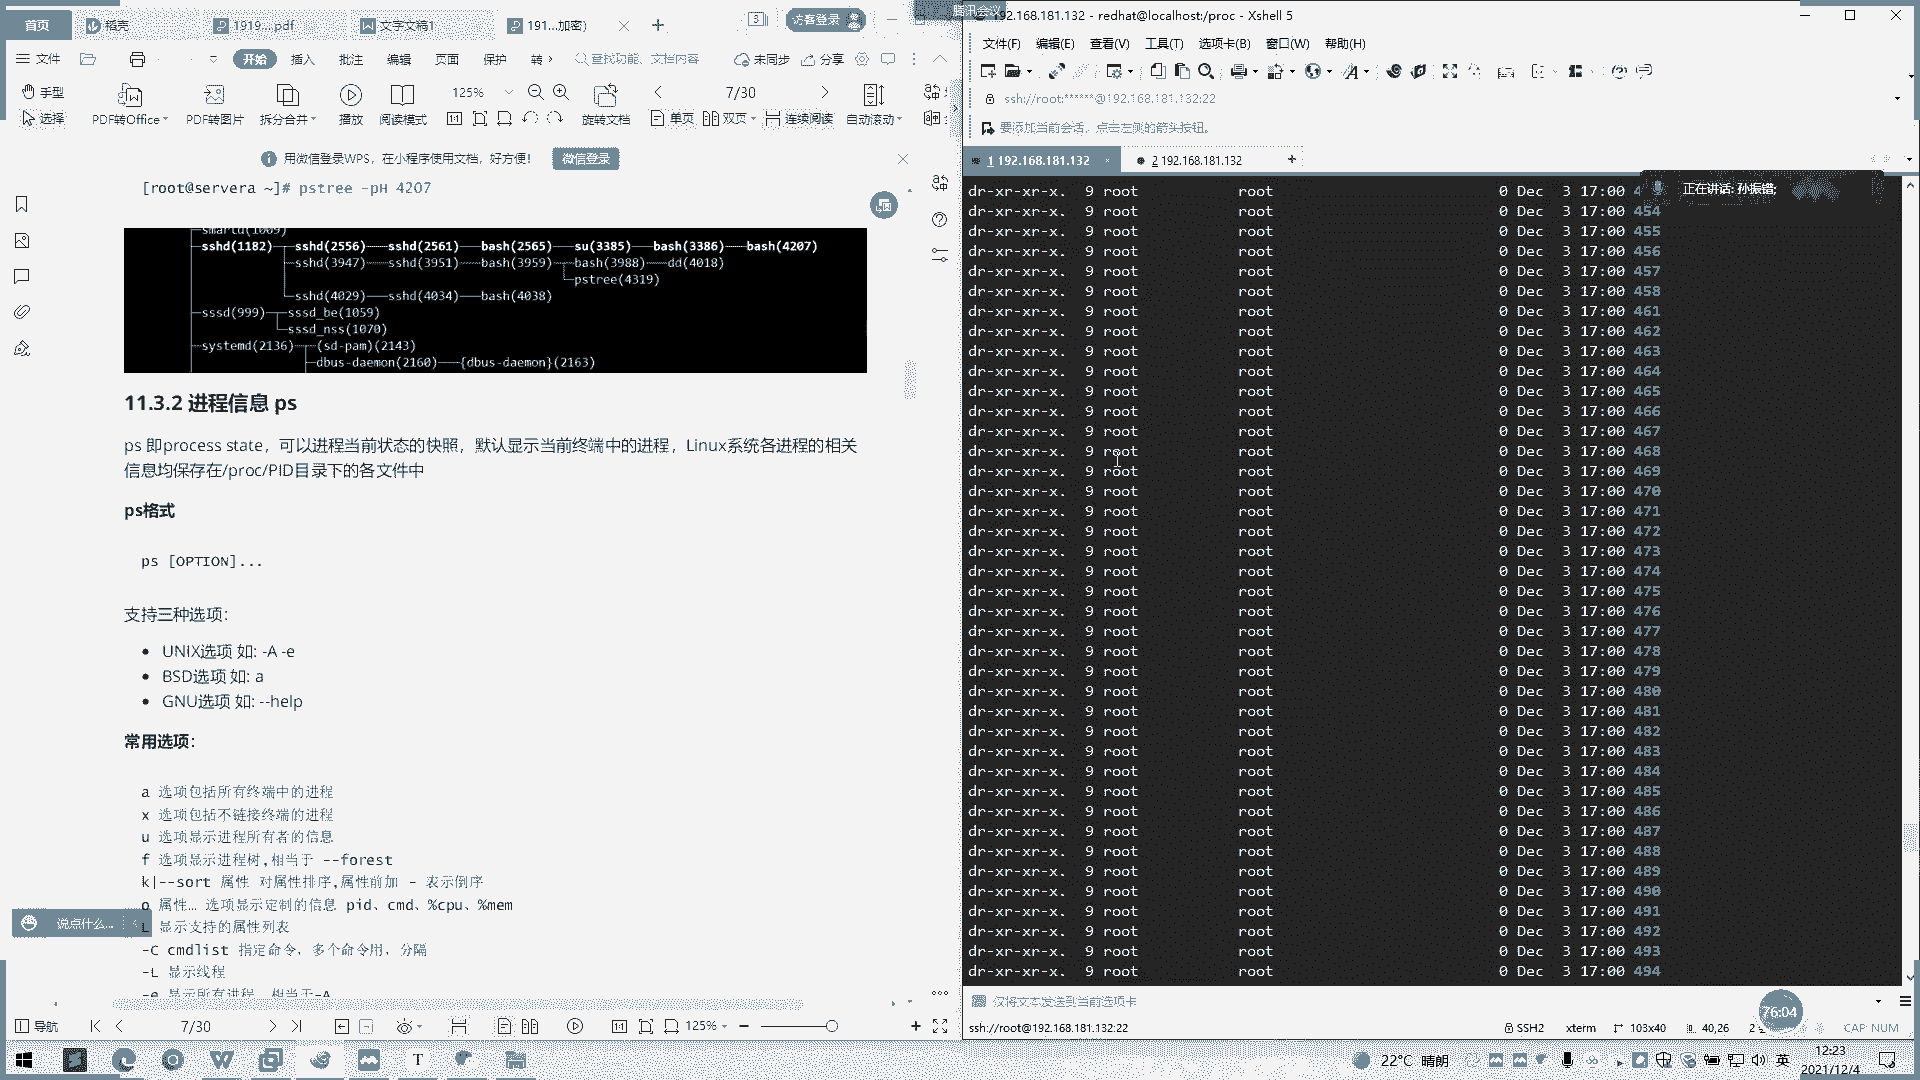 首页
稻壳
1919....pdf
文字文稿1
191...加密)
访客登录
文件
开始
插入
批注
编辑
页面
保护
转
查找功能、文档内容
未同步
分享
手型
选择
PDF转Office
PDF转图片
拆分合并
播放
阅读模式
125%
旋转文档
7/30
单页
双页
连续阅读
自动滚动
用微信登录WPS，在小程序使用文档，好方便！
微信登录
[root@servera ~]# pstree -pH 4207
smartd(1009)
sshd(1182)─┬─sshd(2556)───sshd(2561)───bash(2565)───su(3385)───bash(3386)───bash(4207)
├─sshd(3947)───sshd(3951)───bash(3959)─┬─bash(3988)───dd(4018)
└─pstree(4319)
└─sshd(4029)───sshd(4034)───bash(4038)
├─sssd(999)─┬─sssd_be(1059)
└─sssd_nss(1070)
├─systemd(2136)─┬─(sd-pam)(2143)
├─dbus-daemon(2160)───{dbus-daemon}(2163)
11.3.2 进程信息 ps
ps 即process state，可以进程当前状态的快照，默认显示当前终端中的进程，Linux系统各进程的相关
信息均保存在/proc/PID目录下的各文件中
ps格式
ps [OPTION]...
支持三种选项：
• UNIX选项 如: -A -e
• BSD选项 如: a
• GNU选项 如: --help
常用选项：
a 选项包括所有终端中的进程
x 选项包括不链接终端的进程
u 选项显示进程所有者的信息
f 选项显示进程树,相当于 --forest
k|--sort 属性 对属性排序,属性前加 - 表示倒序
o 属性… 选项显示定制的信息 pid、cmd、%cpu、%mem
L 显示支持的属性列表
-C cmdlist 指定命令，多个命令用，分隔
-L 显示线程
-e 显示所有进程，相当于-A
说点什么...
导航
7/30
125%
腾讯会议
192.168.181.132 - redhat@localhost:/proc - Xshell 5
文件(F)
编辑(E)
查看(V)
工具(T)
选项卡(B)
窗口(W)
帮助(H)
ssh://root:******@192.168.181.132:22
要添加当前会话，点击左侧的箭头按钮。
1 192.168.181.132
2 192.168.181.132
正在讲话: 孙振锴;
dr-xr-xr-x. 9 root root 0 Dec 3 17:00 4
dr-xr-xr-x. 9 root root 0 Dec 3 17:00 454
dr-xr-xr-x. 9 root root 0 Dec 3 17:00 455
dr-xr-xr-x. 9 root root 0 Dec 3 17:00 456
dr-xr-xr-x. 9 root root 0 Dec 3 17:00 457
dr-xr-xr-x. 9 root root 0 Dec 3 17:00 458
dr-xr-xr-x. 9 root root 0 Dec 3 17:00 461
dr-xr-xr-x. 9 root root 0 Dec 3 17:00 462
dr-xr-xr-x. 9 root root 0 Dec 3 17:00 463
dr-xr-xr-x. 9 root root 0 Dec 3 17:00 464
dr-xr-xr-x. 9 root root 0 Dec 3 17:00 465
dr-xr-xr-x. 9 root root 0 Dec 3 17:00 466
dr-xr-xr-x. 9 root root 0 Dec 3 17:00 467
dr-xr-xr-x. 9 root root 0 Dec 3 17:00 468
dr-xr-xr-x. 9 root root 0 Dec 3 17:00 469
dr-xr-xr-x. 9 root root 0 Dec 3 17:00 470
dr-xr-xr-x. 9 root root 0 Dec 3 17:00 471
dr-xr-xr-x. 9 root root 0 Dec 3 17:00 472
dr-xr-xr-x. 9 root root 0 Dec 3 17:00 473
dr-xr-xr-x. 9 root root 0 Dec 3 17:00 474
dr-xr-xr-x. 9 root root 0 Dec 3 17:00 475
dr-xr-xr-x. 9 root root 0 Dec 3 17:00 476
dr-xr-xr-x. 9 root root 0 Dec 3 17:00 477
dr-xr-xr-x. 9 root root 0 Dec 3 17:00 478
dr-xr-xr-x. 9 root root 0 Dec 3 17:00 479
dr-xr-xr-x. 9 root root 0 Dec 3 17:00 480
dr-xr-xr-x. 9 root root 0 Dec 3 17:00 481
dr-xr-xr-x. 9 root root 0 Dec 3 17:00 482
dr-xr-xr-x. 9 root root 0 Dec 3 17:00 483
dr-xr-xr-x. 9 root root 0 Dec 3 17:00 484
dr-xr-xr-x. 9 root root 0 Dec 3 17:00 485
dr-xr-xr-x. 9 root root 0 Dec 3 17:00 486
dr-xr-xr-x. 9 root root 0 Dec 3 17:00 487
dr-xr-xr-x. 9 root root 0 Dec 3 17:00 488
dr-xr-xr-x. 9 root root 0 Dec 3 17:00 489
dr-xr-xr-x. 9 root root 0 Dec 3 17:00 490
dr-xr-xr-x. 9 root root 0 Dec 3 17:00 491
dr-xr-xr-x. 9 root root 0 Dec 3 17:00 492
dr-xr-xr-x. 9 root root 0 Dec 3 17:00 493
dr-xr-xr-x. 9 root root 0 Dec 3 17:00 494
仅将文本发送到当前选项卡
76:04
ssh://root@192.168.181.132:22
SSH2
xterm
103x40
40,26
2
CAP NUM
22°C 晴朗
英
12:23
2021/12/4